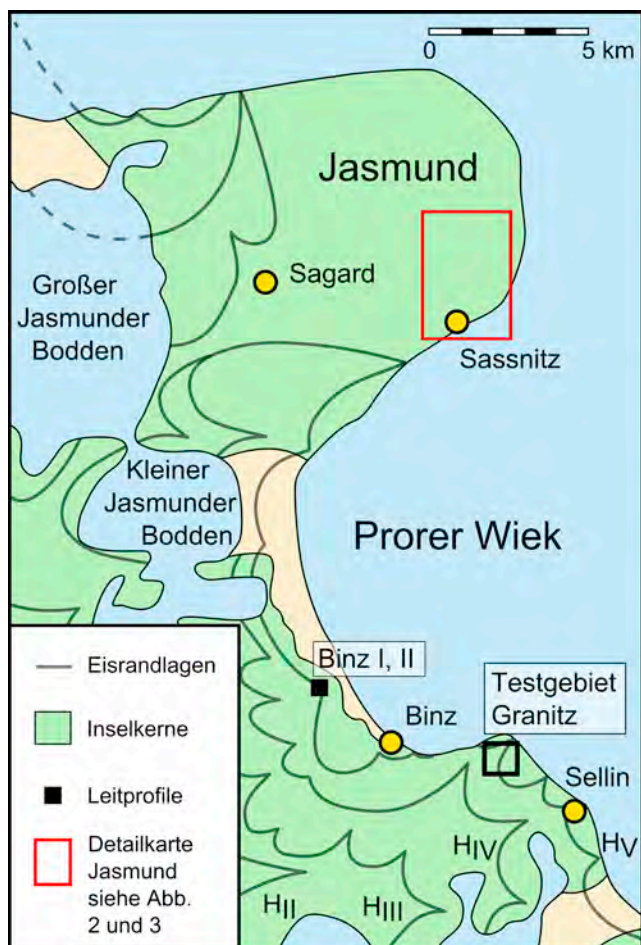 0 5 km
Jasmund
Sagard
Großer
Jasmunder
Bodden
Sassnitz
Kleiner
Jasmunder
Bodden
Prorer Wiek
Binz I, II
Testgebiet
Granitz
Binz
Sellin
HIV
HV
HII
HIII
Eisrandlagen
Inselkerne
Leitprofile
Detailkarte
Jasmund
siehe Abb.
2 und 3